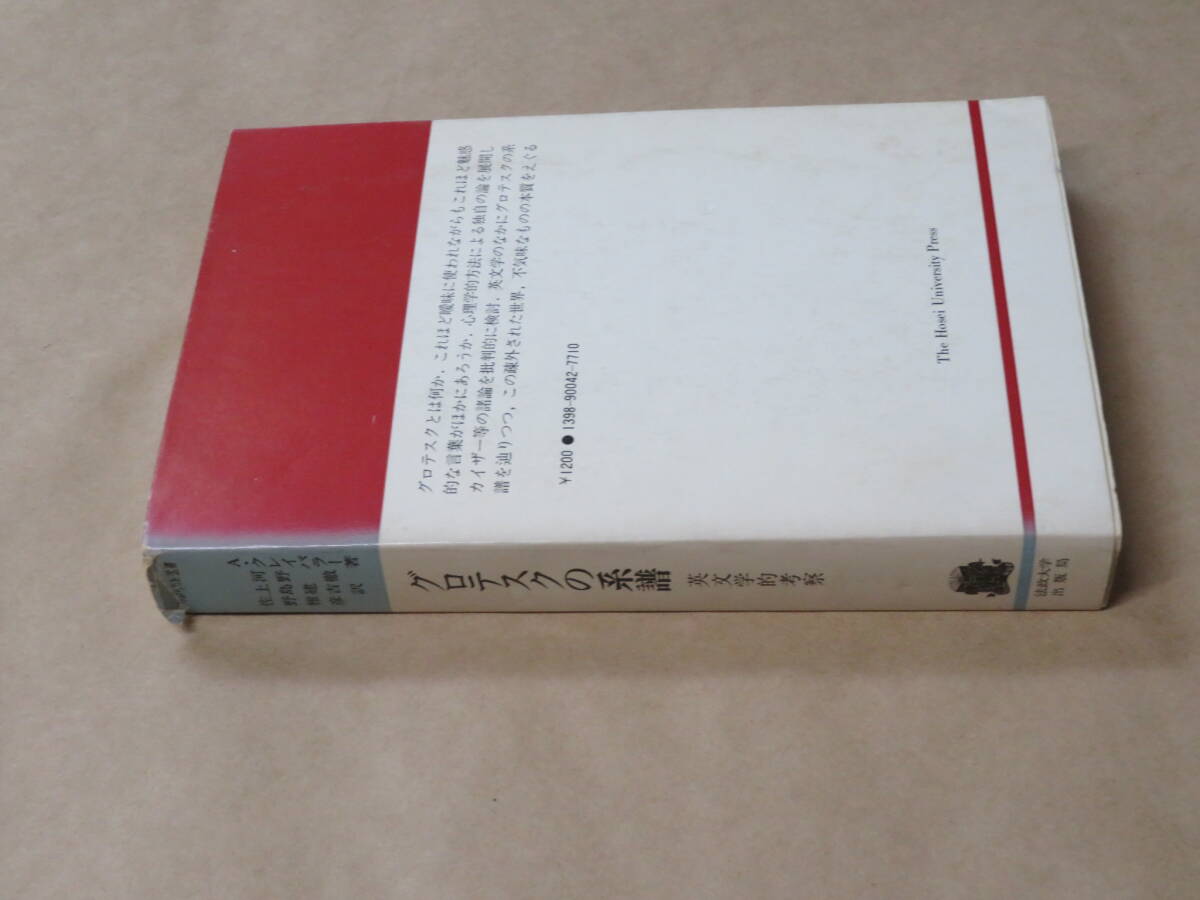 グロテスクとは何か．これほど曖昧に使われながらもこれほど魅惑
的な言葉がほかにあろうか．心理学的方法による独自の論を展開し
カイザー等の諸論を批判的に検討．英文学のなかにグロテスクの系
譜を辿りつつ，この疎外された世界，不気味なものの本質をえぐる
¥1200 ● 1398-90042-7710
The Hosei University Press
A・クレイバラー著
河野 徹
上島建吉
佐野雅彦 訳
グロテスクの系譜
英文学的考察
法政大学
出版局